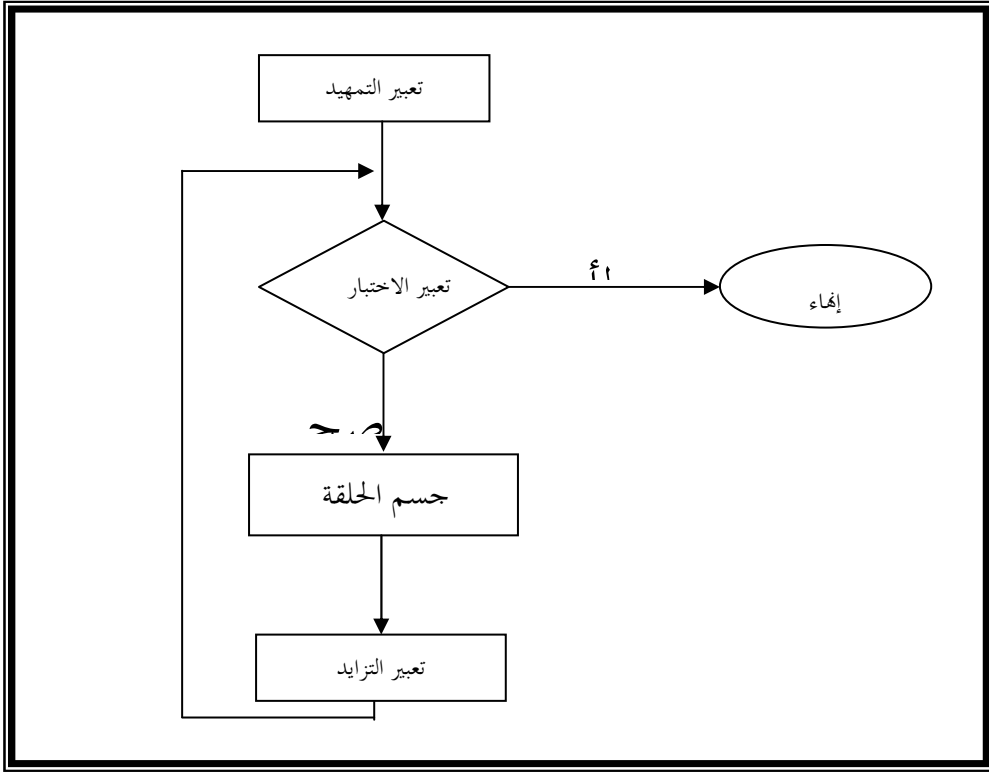 تعبير التمهيد
تعبير الاختبار
إنهاء
جسم الحلقة
تعبير التزايد